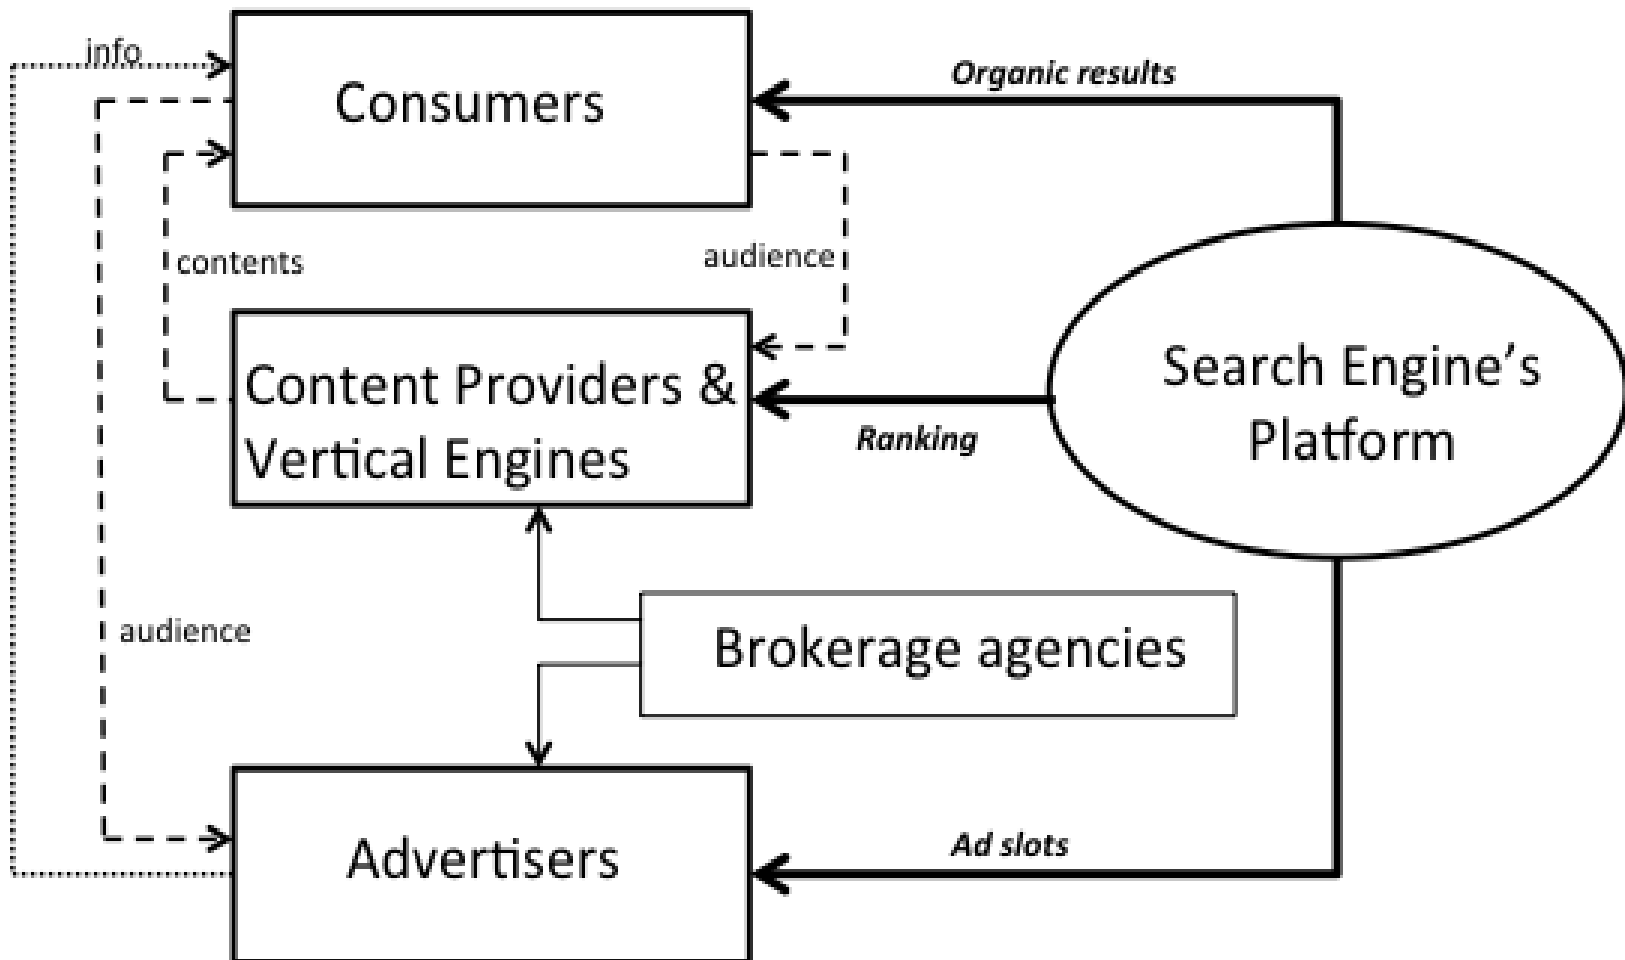 info
Organic results
Consumers
contents
audience
Content Providers &
Vertical Engines
Search Engine's
Platform
Ranking
audience
Brokerage agencies
Advertisers
Ad slots